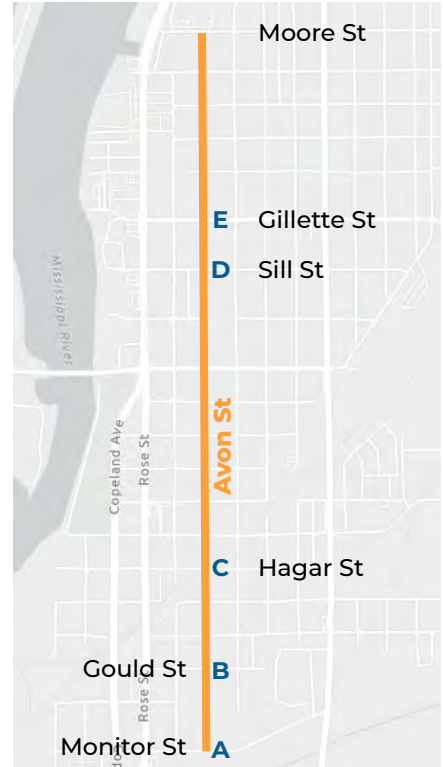 Moore St
E Gillette St
D Sill St
Mississippi River
Copeland Ave
Rose St
Avon St
C Hagar St
Gould St B
Rose St
Monitor St A